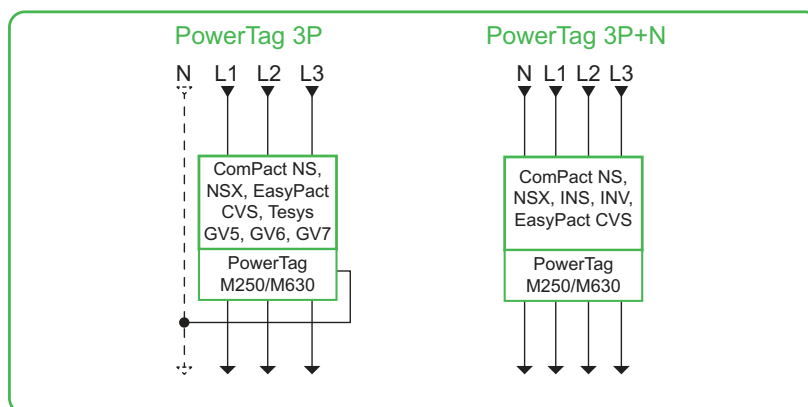 PowerTag 3P
N L1 L2 L3
ComPact NS,
NSX, EasyPact
CVS, Tesys
GV5, GV6, GV7
PowerTag
M250/M630
PowerTag 3P+N
N L1 L2 L3
ComPact NS,
NSX, INS, INV,
EasyPact CVS
PowerTag
M250/M630